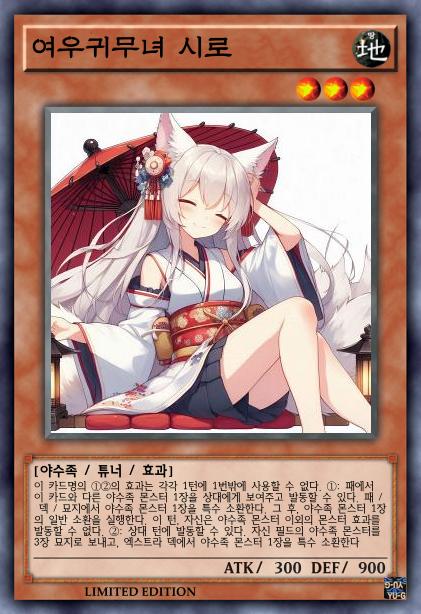 여우귀무녀 시로
땅
地
[야수족 / 튜너 / 효과]
이 카드명의 ①②의 효과는 각각 1턴에 1번밖에 사용할 수 없다. ①: 패에서
이 카드와 다른 야수족 몬스터 1장을 상대에게 보여주고 발동할 수 있다. 패 /
덱 / 묘지에서 야수족 몬스터 1장을 특수 소환한다. 그 후, 야수족 몬스터 1장
의 일반 소환을 실행한다. 이 턴, 자신은 야수족 몬스터 이외의 몬스터 효과를
발동할 수 없다. ②: 상대 턴에 발동할 수 있다. 자신 필드의 야수족 몬스터를
3장 묘지로 보내고, 엑스트라 덱에서 야수족 몬스터 1장을 특수 소환한다
ATK/ 300 DEF/ 900
LIMITED EDITION